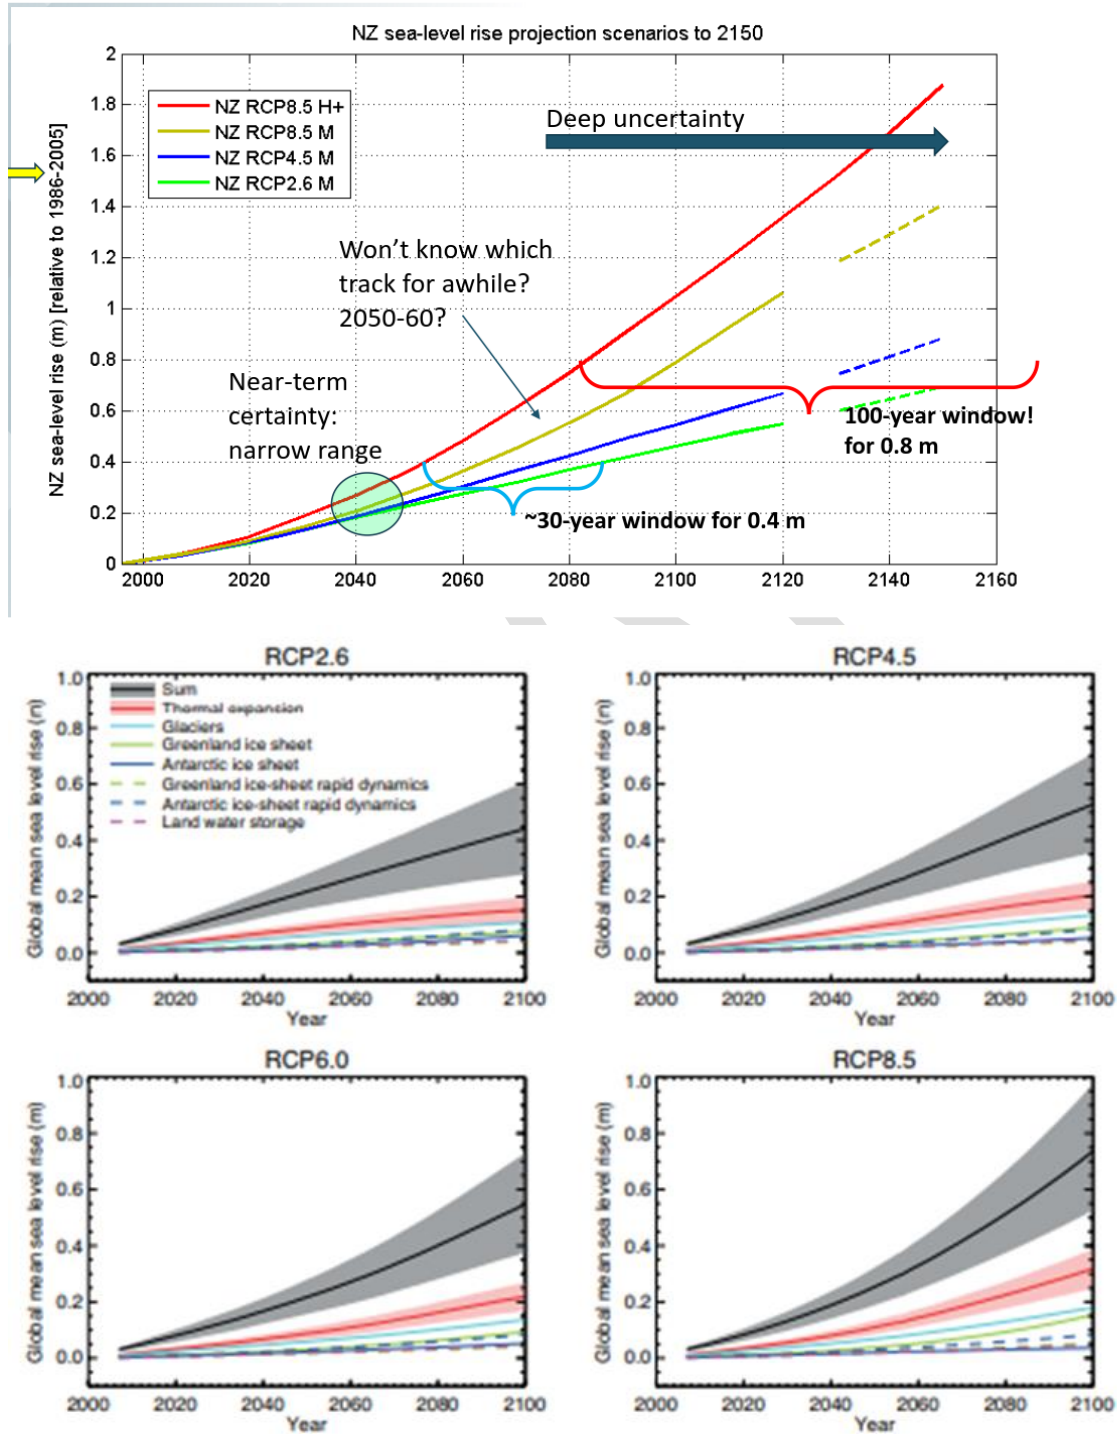 NZ sea-level rise projection scenarios to 2150
NZ sea-level rise (m) [relative to 1986-2005]
2
1.8
1.6
1.4
1.2
1
0.8
0.6
0.4
0.2
0
NZ RCP8.5 H+
NZ RCP8.5 M
NZ RCP4.5 M
NZ RCP2.6 M
Deep uncertainty
Won't know which
track for awhile?
2050-60?
Near-term
certainty:
narrow range
100-year window!
for 0.8 m
~30-year window for 0.4 m
2000 2020 2040 2060 2080 2100 2120 2140 2160
RCP2.6
Global mean sea level rise (m)
1.0
0.8
0.6
0.4
0.2
0.0
Sum
Thermal expansion
Glaciers
Greenland ice sheet
Antarctic ice sheet
Greenland ice-sheet rapid dynamics
Antarctic ice-sheet rapid dynamics
Land water storage
2000 2020 2040 2060 2080 2100
Year
RCP4.5
Global mean sea level rise (m)
1.0
0.8
0.6
0.4
0.2
0.0
2000 2020 2040 2060 2080 2100
Year
RCP6.0
Global mean sea level rise (m)
1.0
0.8
0.6
0.4
0.2
0.0
2000 2020 2040 2060 2080 2100
Year
RCP8.5
Global mean sea level rise (m)
1.0
0.8
0.6
0.4
0.2
0.0
2000 2020 2040 2060 2080 2100
Year